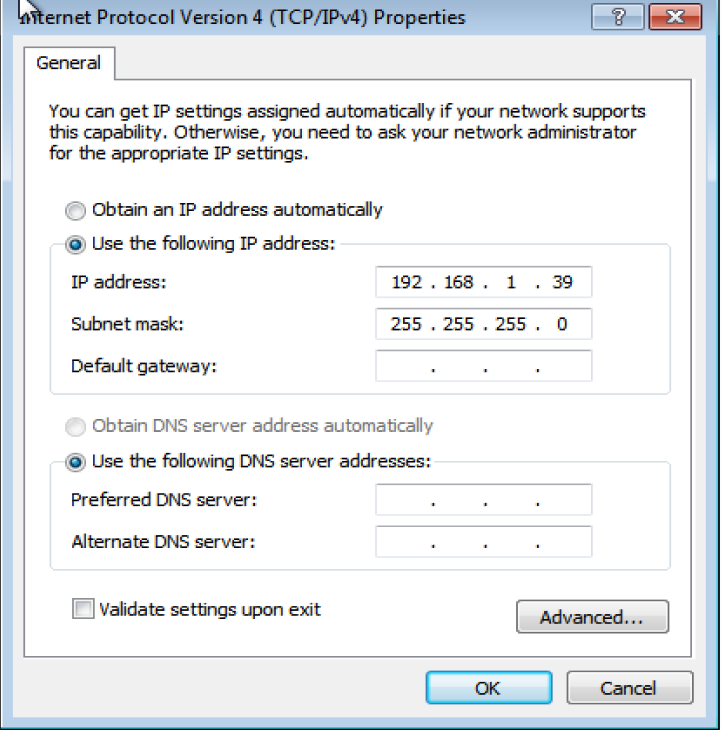 Internet Protocol Version 4 (TCP/IPv4) Properties
General
You can get IP settings assigned automatically if your network supports
this capability. Otherwise, you need to ask your network administrator
for the appropriate IP settings.
Obtain an IP address automatically
Use the following IP address:
IP address: 192 . 168 . 1 . 39
Subnet mask: 255 . 255 . 255 . 0
Default gateway: . . .
Obtain DNS server address automatically
Use the following DNS server addresses:
Preferred DNS server: . . .
Alternate DNS server: . . .
Validate settings upon exit
Advanced...
OK Cancel